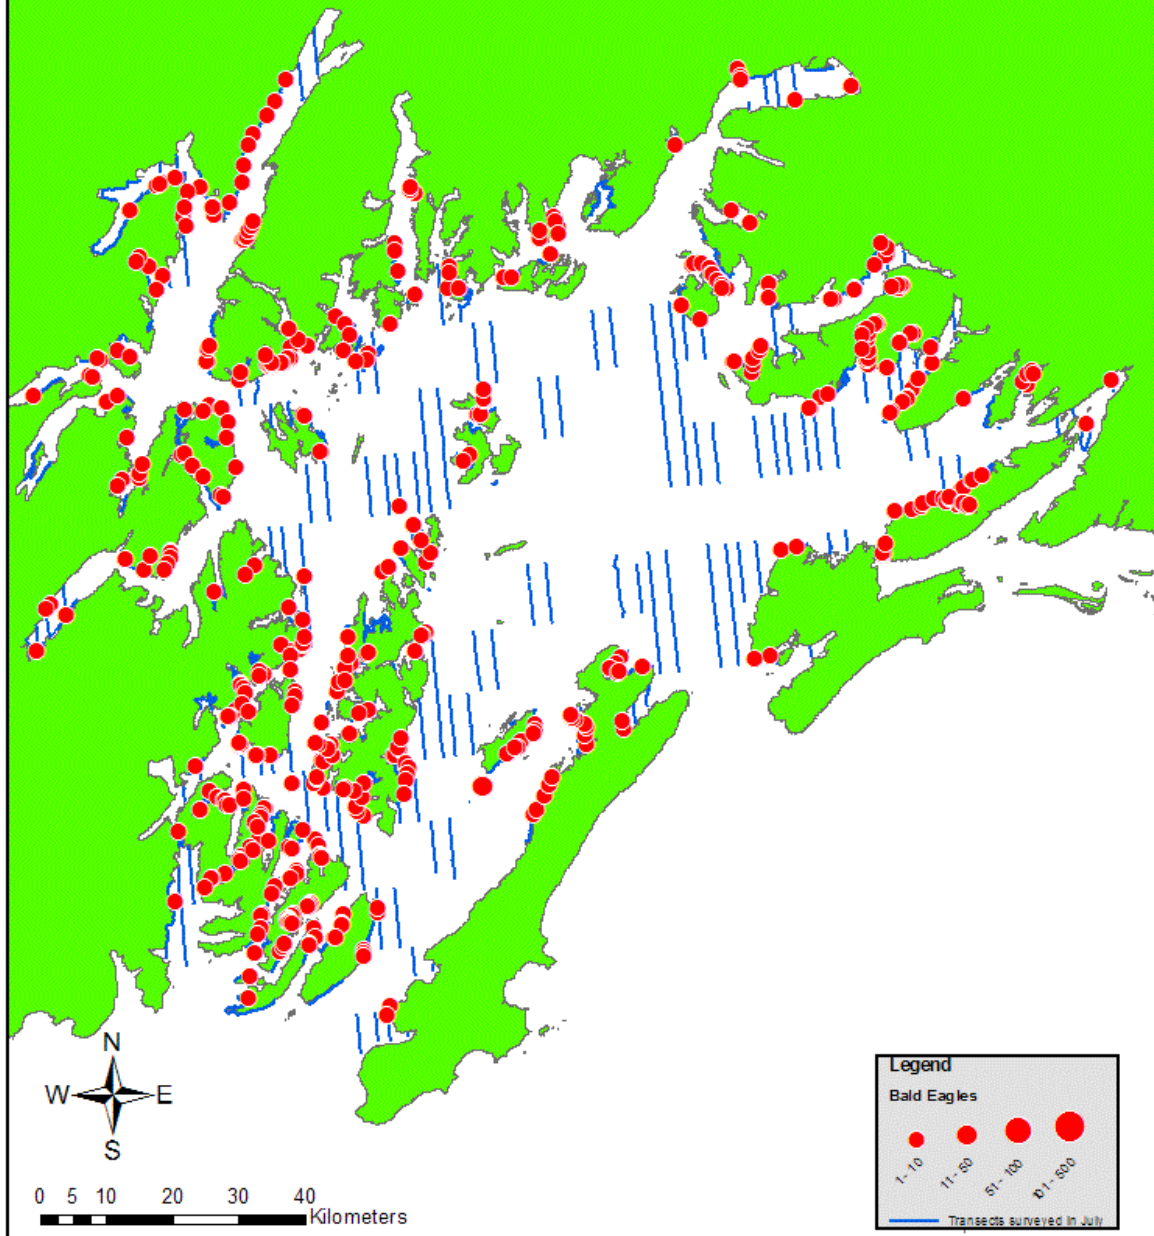 N
W E
S
0 5 10 20 30 40
Kilometers
Legend
Bald Eagles
1 - 10
11 - 50
51 - 100
101 - 500
Transects surveyed in July